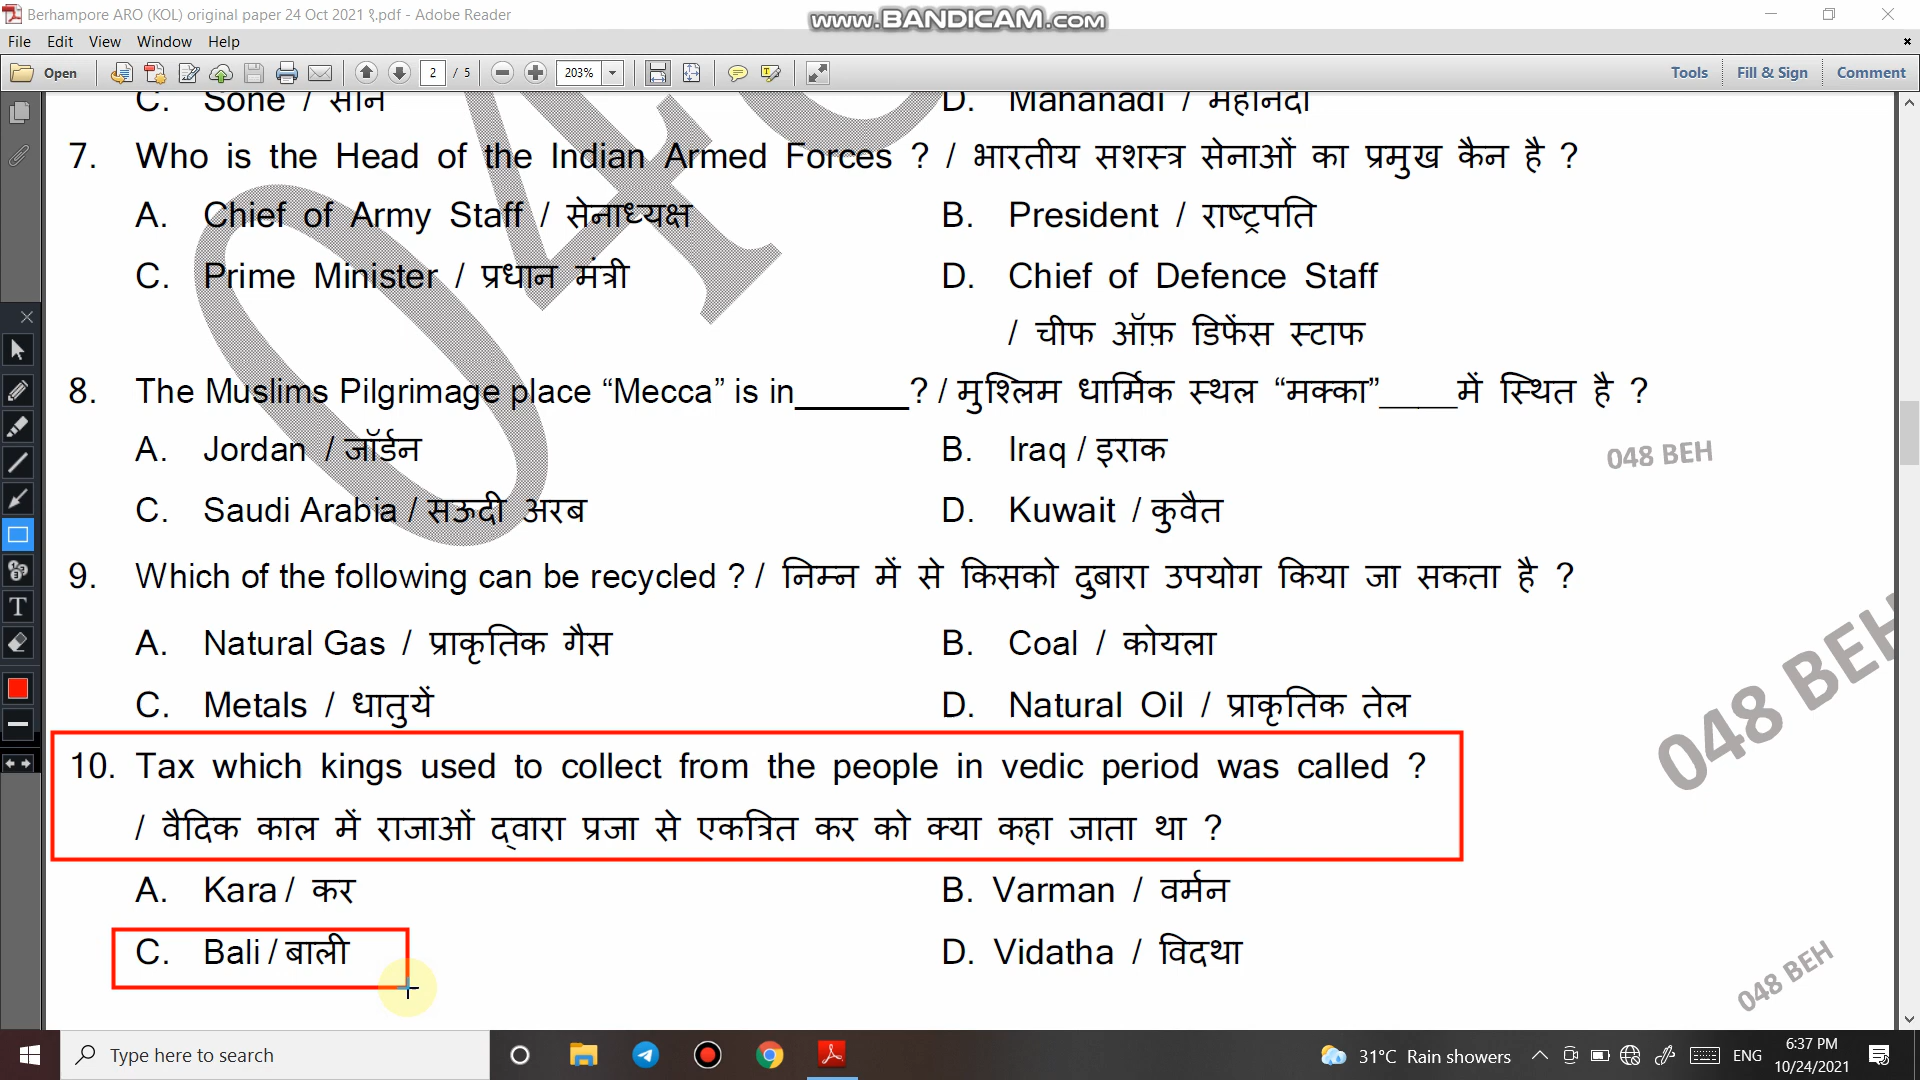 Berhampore ARO (KOL) original paper 24 Oct 2021 १.pdf - Adobe Reader
www.BANDICAM.com
File Edit View Window Help
Open 2 / 5 203% Tools Fill & Sign Comment
C. Sone / सोन D. Mahanadi / महानदी
7. Who is the Head of the Indian Armed Forces ? / भारतीय सशस्त्र सेनाओं का प्रमुख कैन है ?
A. Chief of Army Staff / सेनाध्यक्ष B. President / राष्ट्रपति
C. Prime Minister / प्रधान मंत्री D. Chief of Defence Staff
/ चीफ ऑफ़ डिफेंस स्टाफ
8. The Muslims Pilgrimage place “Mecca” is in______? / मुश्लिम धार्मिक स्थल “मक्का”____में स्थित है ?
A. Jordan / जॉर्डन B. Iraq / इराक
048 BEH
C. Saudi Arabia / सऊदी अरब D. Kuwait / कुवैत
9. Which of the following can be recycled ? / निम्न में से किसको दुबारा उपयोग किया जा सकता है ?
A. Natural Gas / प्राकृतिक गैस B. Coal / कोयला
C. Metals / धातुयें D. Natural Oil / प्राकृतिक तेल
048 BEH
10. Tax which kings used to collect from the people in vedic period was called ?
/ वैदिक काल में राजाओं द्वारा प्रजा से एकत्रित कर को क्या कहा जाता था ?
A. Kara / कर B. Varman / वर्मन
C. Bali / बाली D. Vidatha / विदथा
048 BEH
Type here to search
31°C Rain showers ENG 6:37 PM
10/24/2021